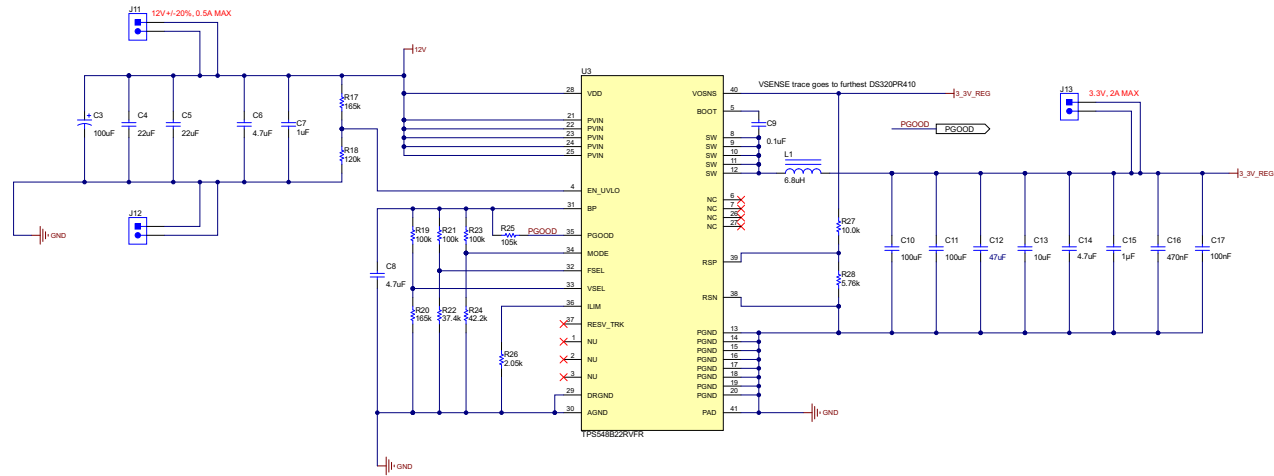 J11
12V+/-20%, 0.5A MAX
12V
C3
100uF
C4
22uF
C5
22uF
C6
4.7uF
C7
1uF
R17
165k
R18
120k
GND
J12
U3
28 VDD VOSNS 40
BOOT 5
21 PVIN
22 PVIN SW 8
23 PVIN SW 9
24 PVIN SW 10
25 PVIN SW 11
SW 12
4 EN_UVLO NC 6
31 BP NC 7
NC 26
NC 27
35 PGOOD
34 MODE RSP 39
32 FSEL
33 VSEL
36 ILIM RSN 38
37 RESV_TRK PGND 13
1 NU PGND 14
PGND 15
2 NU PGND 16
PGND 17
3 NU PGND 18
PGND 19
29 DRGND PGND 20
30 AGND PAD 41
TPS548B22RVFR
C8
4.7uF
R19
100k
R21
100k
R23
100k
R25
105k
PGOOD
R20
165k
R22
37.4k
R24
42.2k
R26
2.05k
GND
VSENSE trace goes to furthest DS320PR410
3_3V_REG
C9
0.1uF
L1
6.8uH
R27
10.0k
R28
5.76k
PGOOD
PGOOD
J13
3.3V, 2A MAX
3_3V_REG
C10
100uF
C11
100uF
C12
47uF
C13
10uF
C14
4.7uF
C15
1µF
C16
470nF
C17
100nF
GND